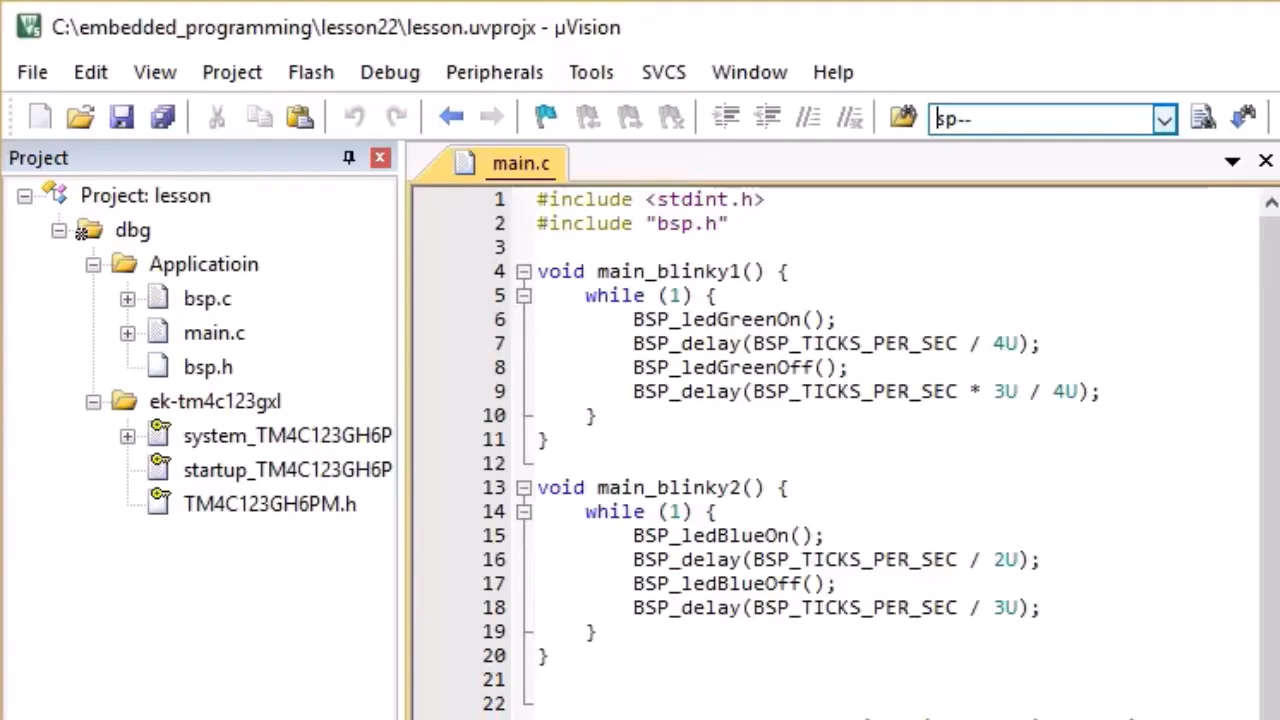 C:\embedded_programming\lesson22\lesson.uvprojx - µVision
File Edit View Project Flash Debug Peripherals Tools SVCS Window Help
sp--
Project
main.c
Project: lesson
dbg
Applicatioin
bsp.c
main.c
bsp.h
ek-tm4c123gxl
system_TM4C123GH6P
startup_TM4C123GH6P
TM4C123GH6PM.h
1 #include <stdint.h>
2 #include "bsp.h"
3
4 void main_blinky1() {
5 while (1) {
6 BSP_ledGreenOn();
7 BSP_delay(BSP_TICKS_PER_SEC / 4U);
8 BSP_ledGreenOff();
9 BSP_delay(BSP_TICKS_PER_SEC * 3U / 4U);
10 }
11 }
12
13 void main_blinky2() {
14 while (1) {
15 BSP_ledBlueOn();
16 BSP_delay(BSP_TICKS_PER_SEC / 2U);
17 BSP_ledBlueOff();
18 BSP_delay(BSP_TICKS_PER_SEC / 3U);
19 }
20 }
21
22